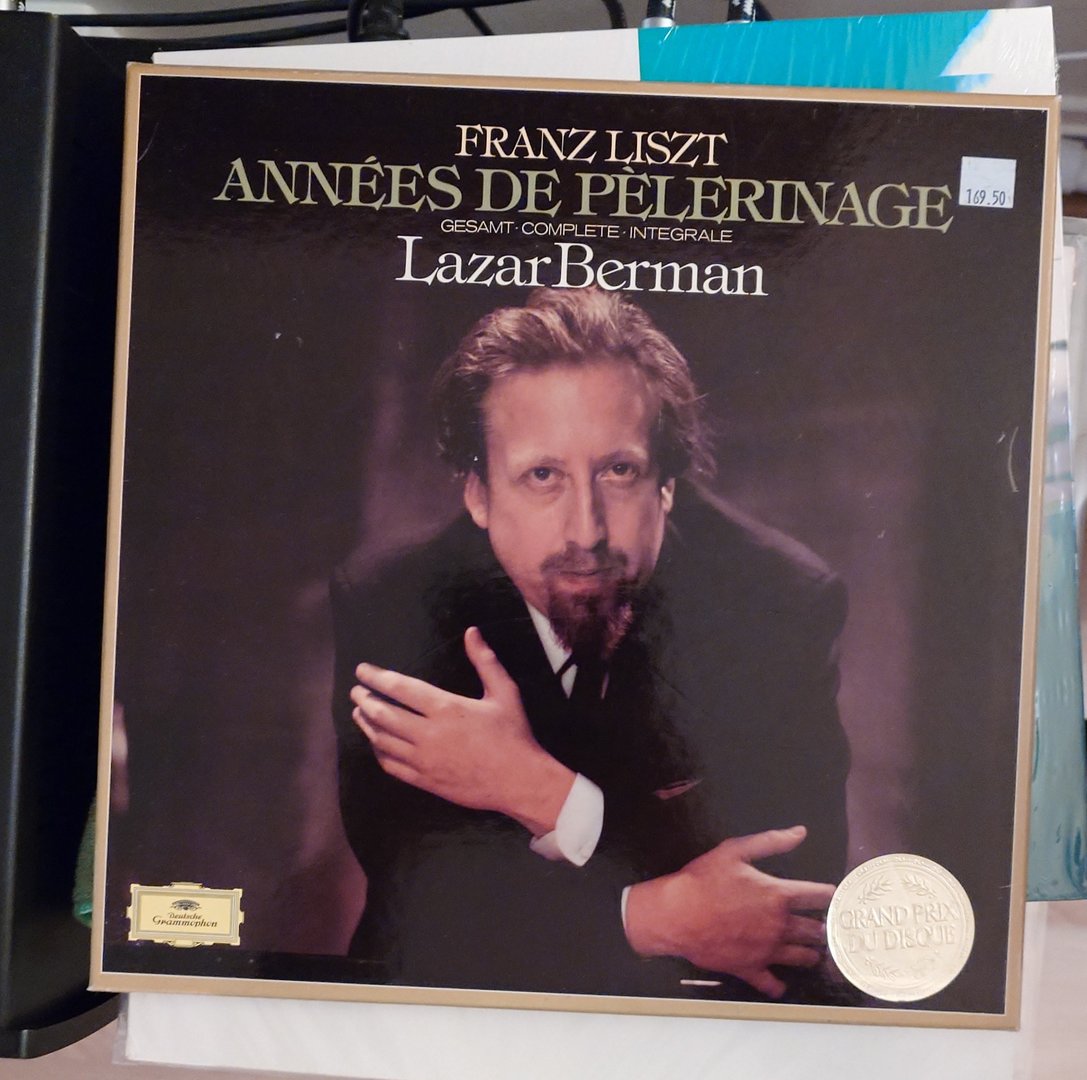 FRANZ LISZT
ANNÉES DE PÈLERINAGE
169.50
GESAMT · COMPLETE · INTEGRALE
Lazar Berman
Deutsche
Grammophon
GRAND PRIX
DU DISQUE